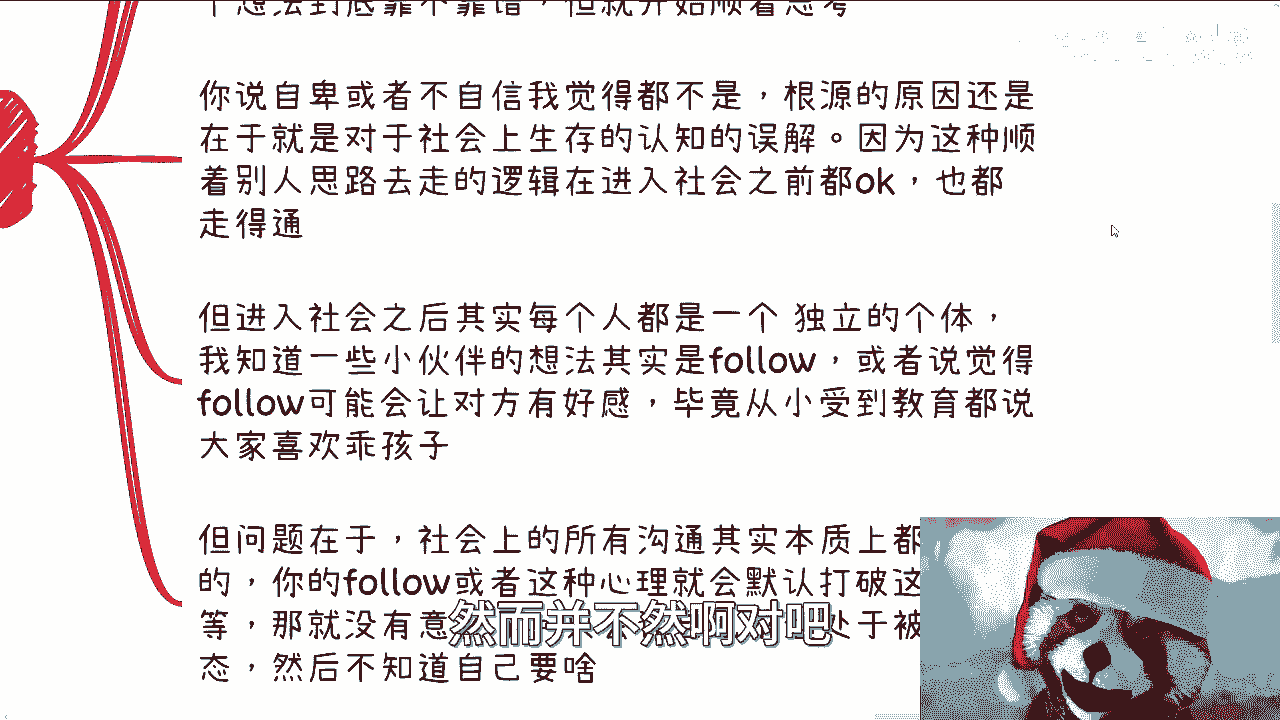 个想法到底靠不靠谱，但就开始顺着思考
你说自卑或者不自信我觉得都不是，根源的原因还是
在于就是对于社会上生存的认知的误解。因为这种顺
着别人思路去走的逻辑在进入社会之前都ok，也都
走得通
但进入社会之后其实每个人都是一个 独立的个体，
我知道一些小伙伴的想法其实是follow，或者说觉得
follow可能会让对方有好感，毕竟从小受到教育都说
大家喜欢乖孩子
但问题在于，社会上的所有沟通其实本质上都
的，你的follow或者这种心理就会默认打破这
等，那就没有意
处于被
然而并不然啊对吧
态，然后不知道自己要啥